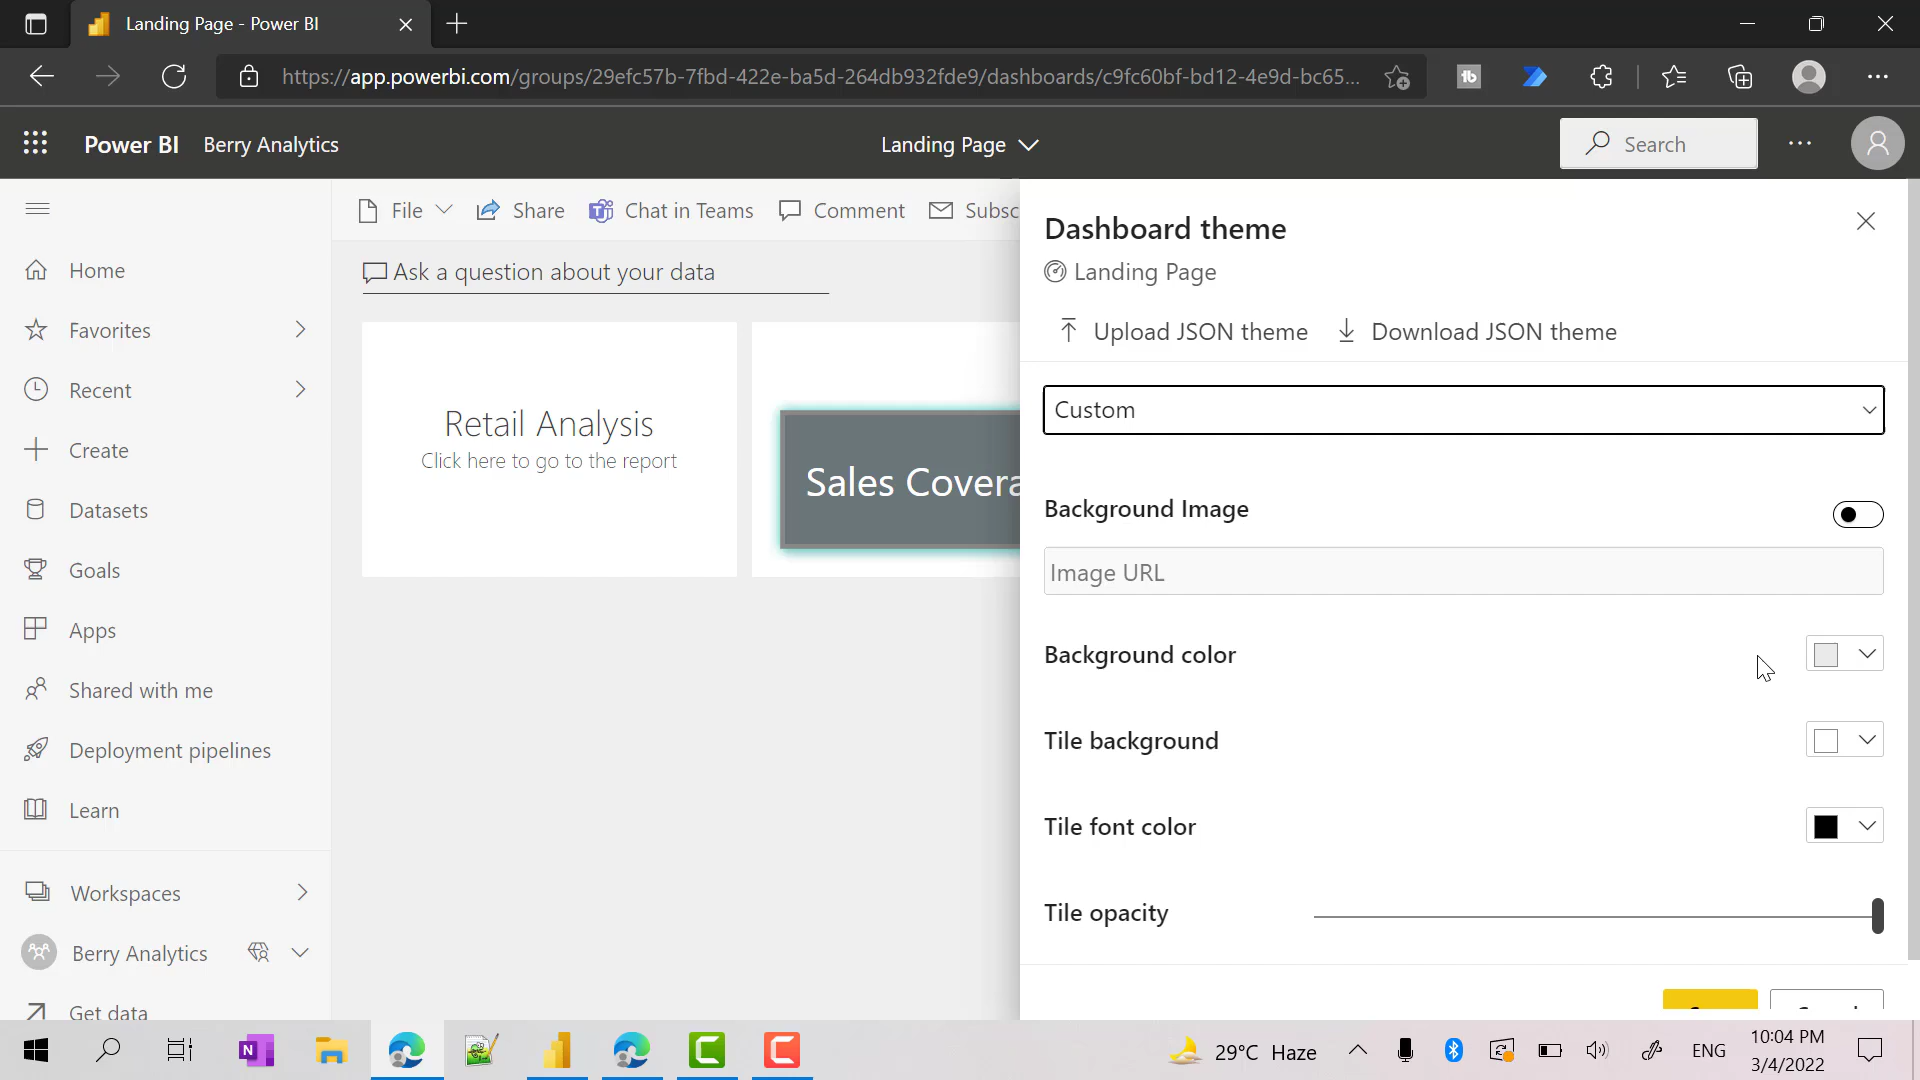 Landing Page - Power BI
https://app.powerbi.com/groups/29efc57b-7fbd-422e-ba5d-264db932fde9/dashboards/c9fc60bf-bd12-4e9d-bc65...
Power BI Berry Analytics
Landing Page
Search
File Share Chat in Teams Comment Subsc
Ask a question about your data
Home
Favorites
Recent
Create
Datasets
Goals
Apps
Shared with me
Deployment pipelines
Learn
Workspaces
Berry Analytics
Get data
Retail Analysis
Click here to go to the report
Sales Covera
Dashboard theme
Landing Page
Upload JSON theme Download JSON theme
Custom
Background Image
Image URL
Background color
Tile background
Tile font color
Tile opacity
29°C Haze
ENG
10:04 PM
3/4/2022